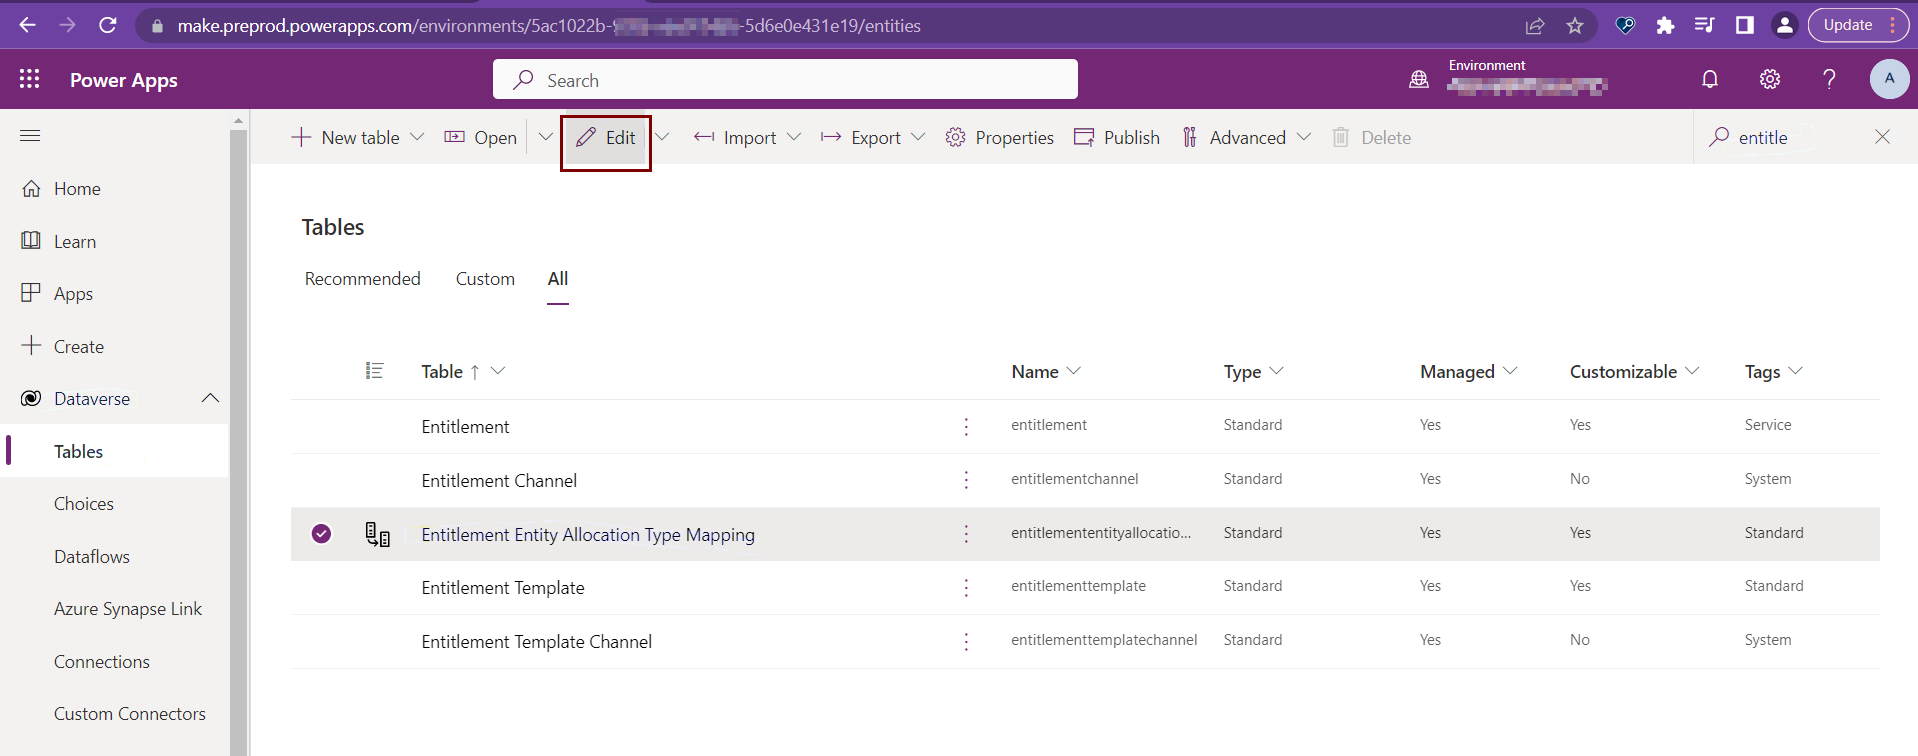 make.preprod.powerapps.com/environments/5ac1022b- -5d6e0e431e19/entities
Update
Power Apps
Search
Environment
A
New table
Open
Edit
Import
Export
Properties
Publish
Advanced
Delete
entitle
Home
Learn
Apps
Create
Dataverse
Tables
Choices
Dataflows
Azure Synapse Link
Connections
Custom Connectors
Tables
Recommended Custom All
Table Name Type Managed Customizable Tags
Entitlement entitlement Standard Yes Yes Service
Entitlement Channel entitlementchannel Standard Yes No System
Entitlement Entity Allocation Type Mapping entitlemententityallocatio... Standard Yes Yes Standard
Entitlement Template entitlementtemplate Standard Yes Yes Standard
Entitlement Template Channel entitlementtemplatechannel Standard Yes No System